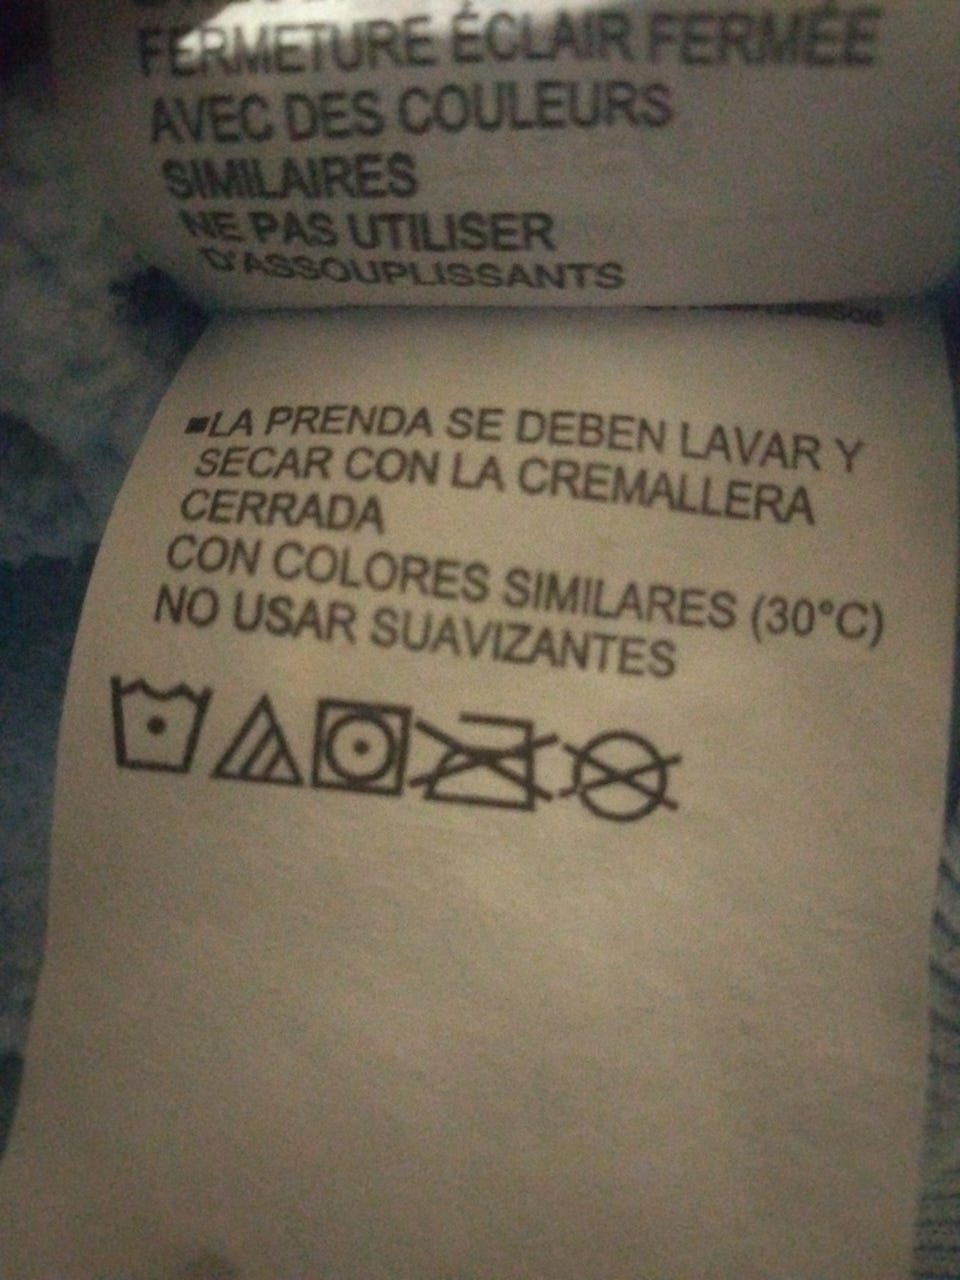 FERMETURE ÉCLAIR FERMÉE
AVEC DES COULEURS
SIMILAIRES
NE PAS UTILISER
D'ASSOUPLISSANTS
LA PRENDA SE DEBEN LAVAR Y
SECAR CON LA CREMALLERA
CERRADA
CON COLORES SIMILARES (30°C)
NO USAR SUAVIZANTES